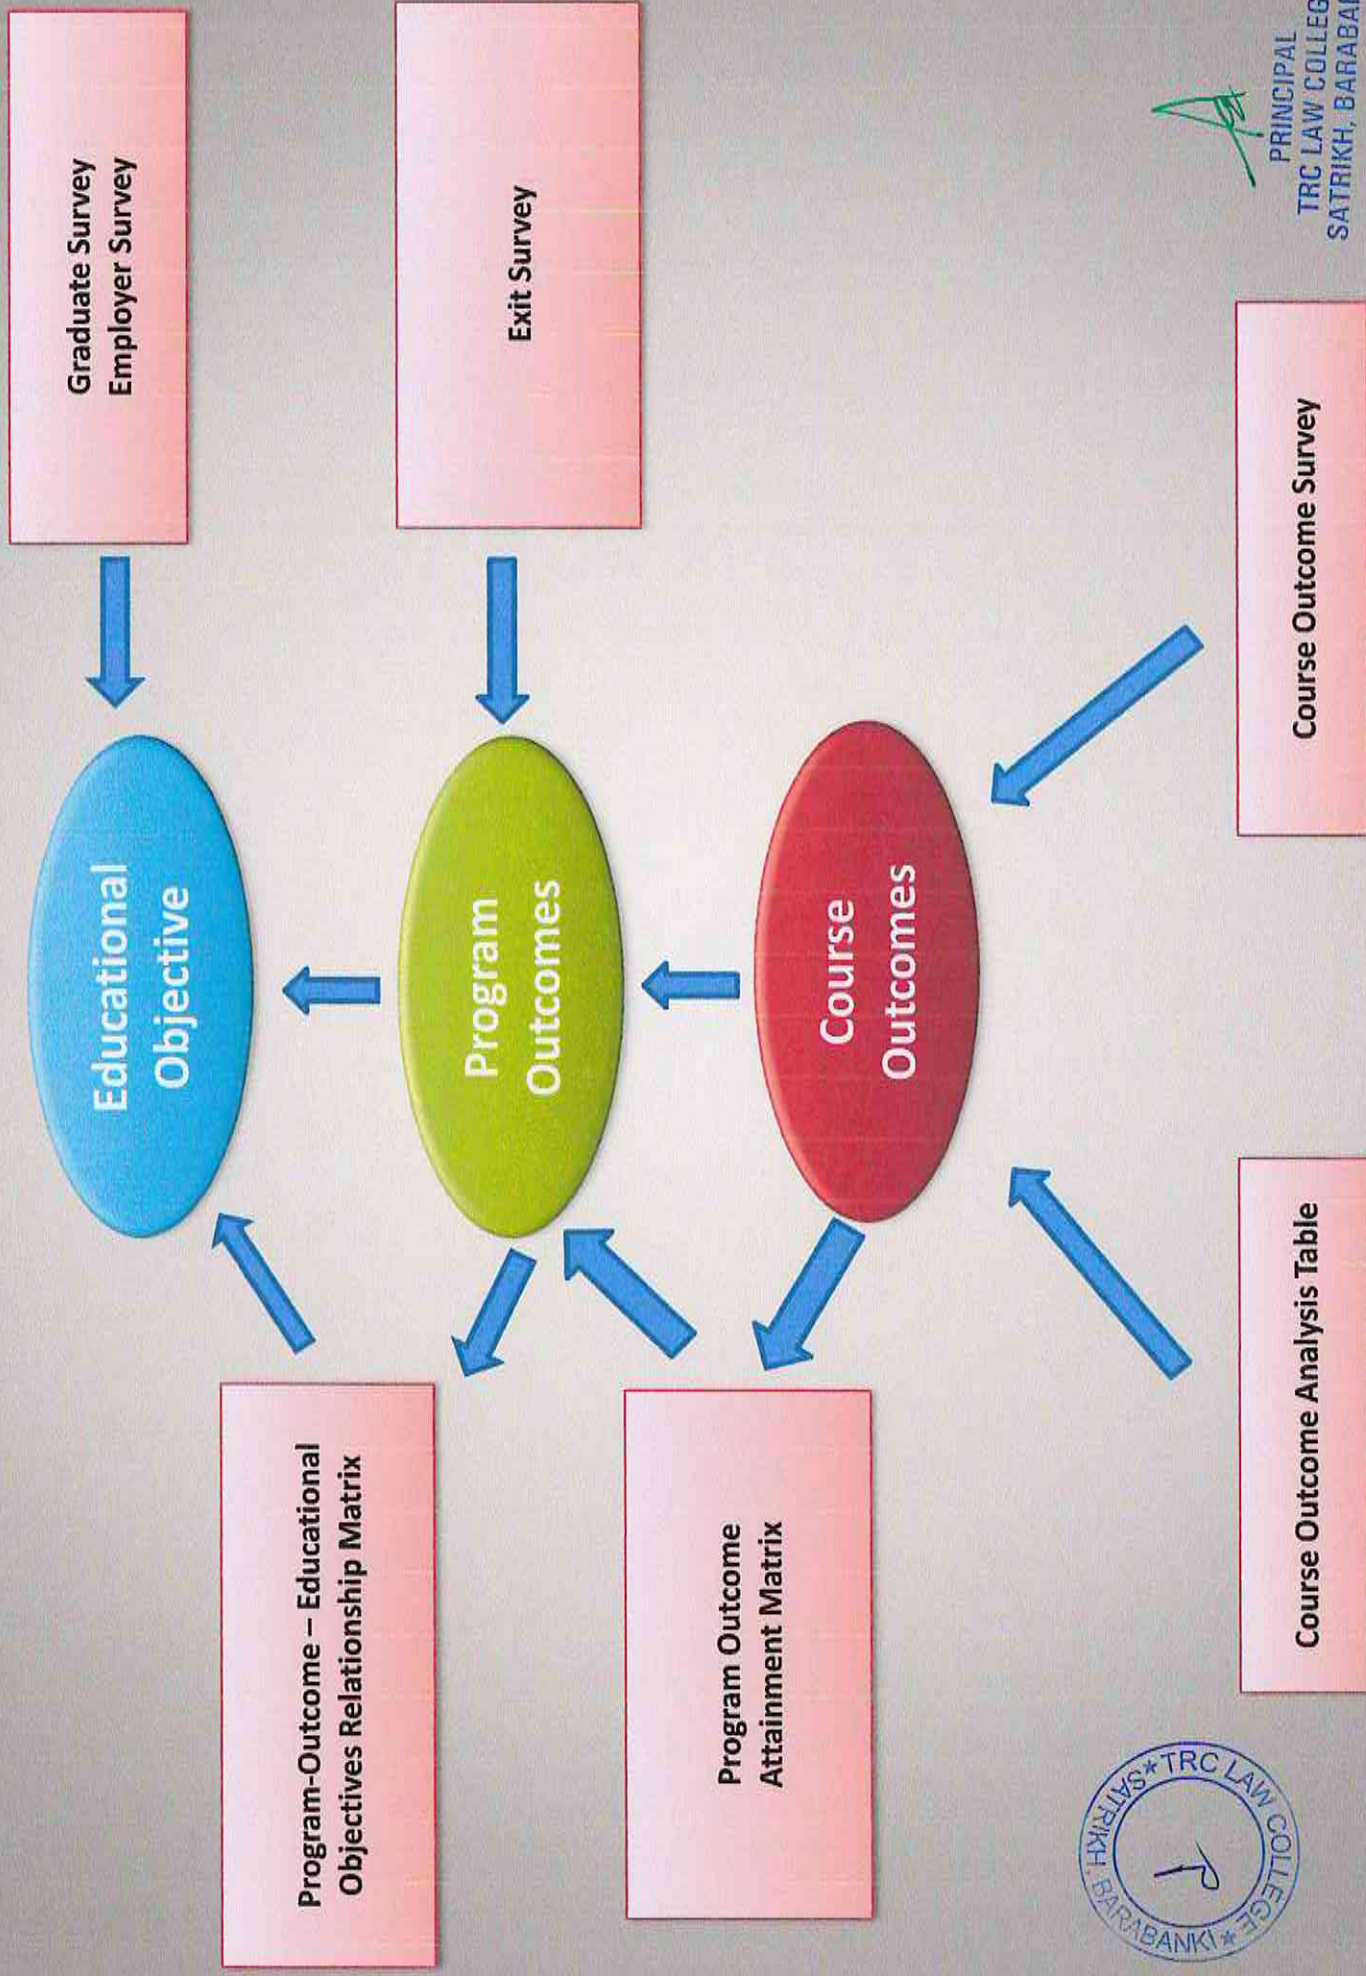 Graduate Survey
Employer Survey
Educational
Objective
Program-Outcome – Educational
Objectives Relationship Matrix
Exit Survey
Program
Outcomes
Program Outcome
Attainment Matrix
Course
Outcomes
Course Outcome Survey
Course Outcome Analysis Table
PRINCIPAL
TRC LAW COLLEG
SATRIKH, BARABA
TRC LAW COLLEGE * SATRIKH, BARABANKI *